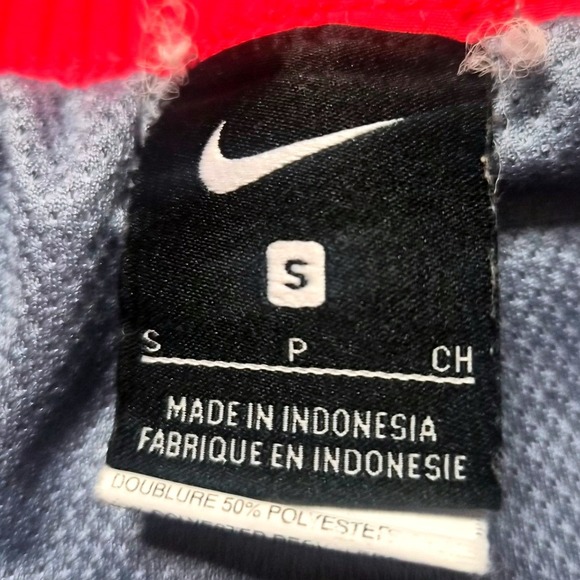 S
S P CH
MADE IN INDONESIA
FABRIQUE EN INDONESIE
DOUBLURE 50% POLYESTER